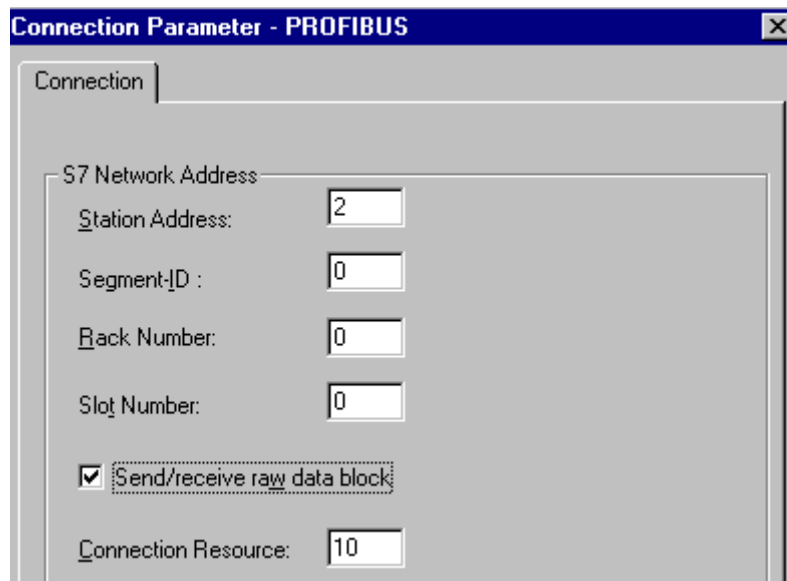 Connection Parameter - PROFIBUS
Connection
S7 Network Address
Station Address: 2
Segment-ID : 0
Rack Number: 0
Slot Number: 0
Send/receive raw data block
Connection Resource: 10